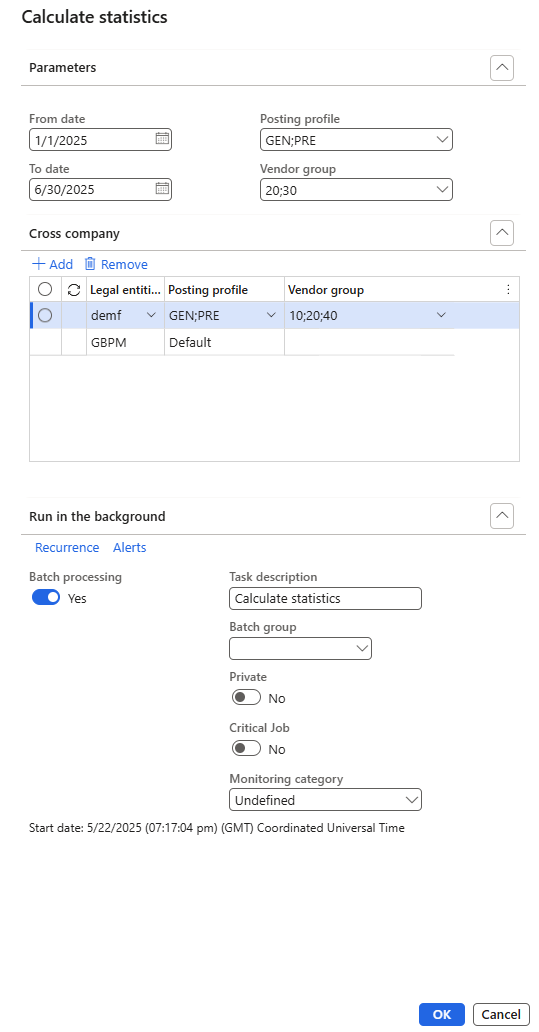 Calculate statistics
Parameters
From date
1/1/2025
To date
6/30/2025
Posting profile
GEN;PRE
Vendor group
20;30
Cross company
Add Remove
Legal entiti... Posting profile Vendor group
demf GEN;PRE 10;20;40
GBPM Default
Run in the background
Recurrence Alerts
Batch processing
Yes
Task description
Calculate statistics
Batch group
Private
No
Critical Job
No
Monitoring category
Undefined
Start date: 5/22/2025 (07:17:04 pm) (GMT) Coordinated Universal Time
OK Cancel